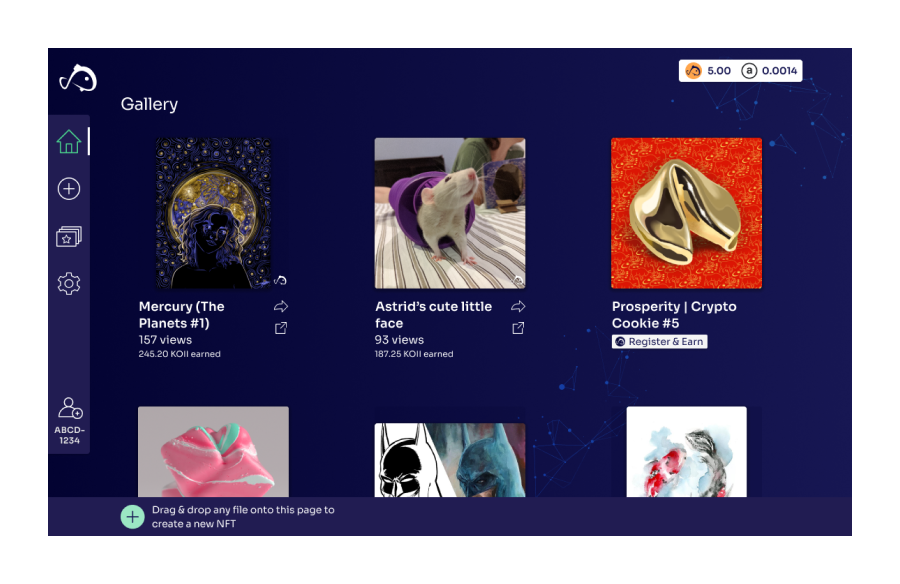 5.00
a 0.0014
Gallery
Mercury (The
Planets #1)
157 views
245.20 KOII earned
Astrid's cute little
face
93 views
187.25 KOII earned
Prosperity | Crypto
Cookie #5
Register & Earn
ABCD-
1234
Drag & drop any file onto this page to
create a new NFT